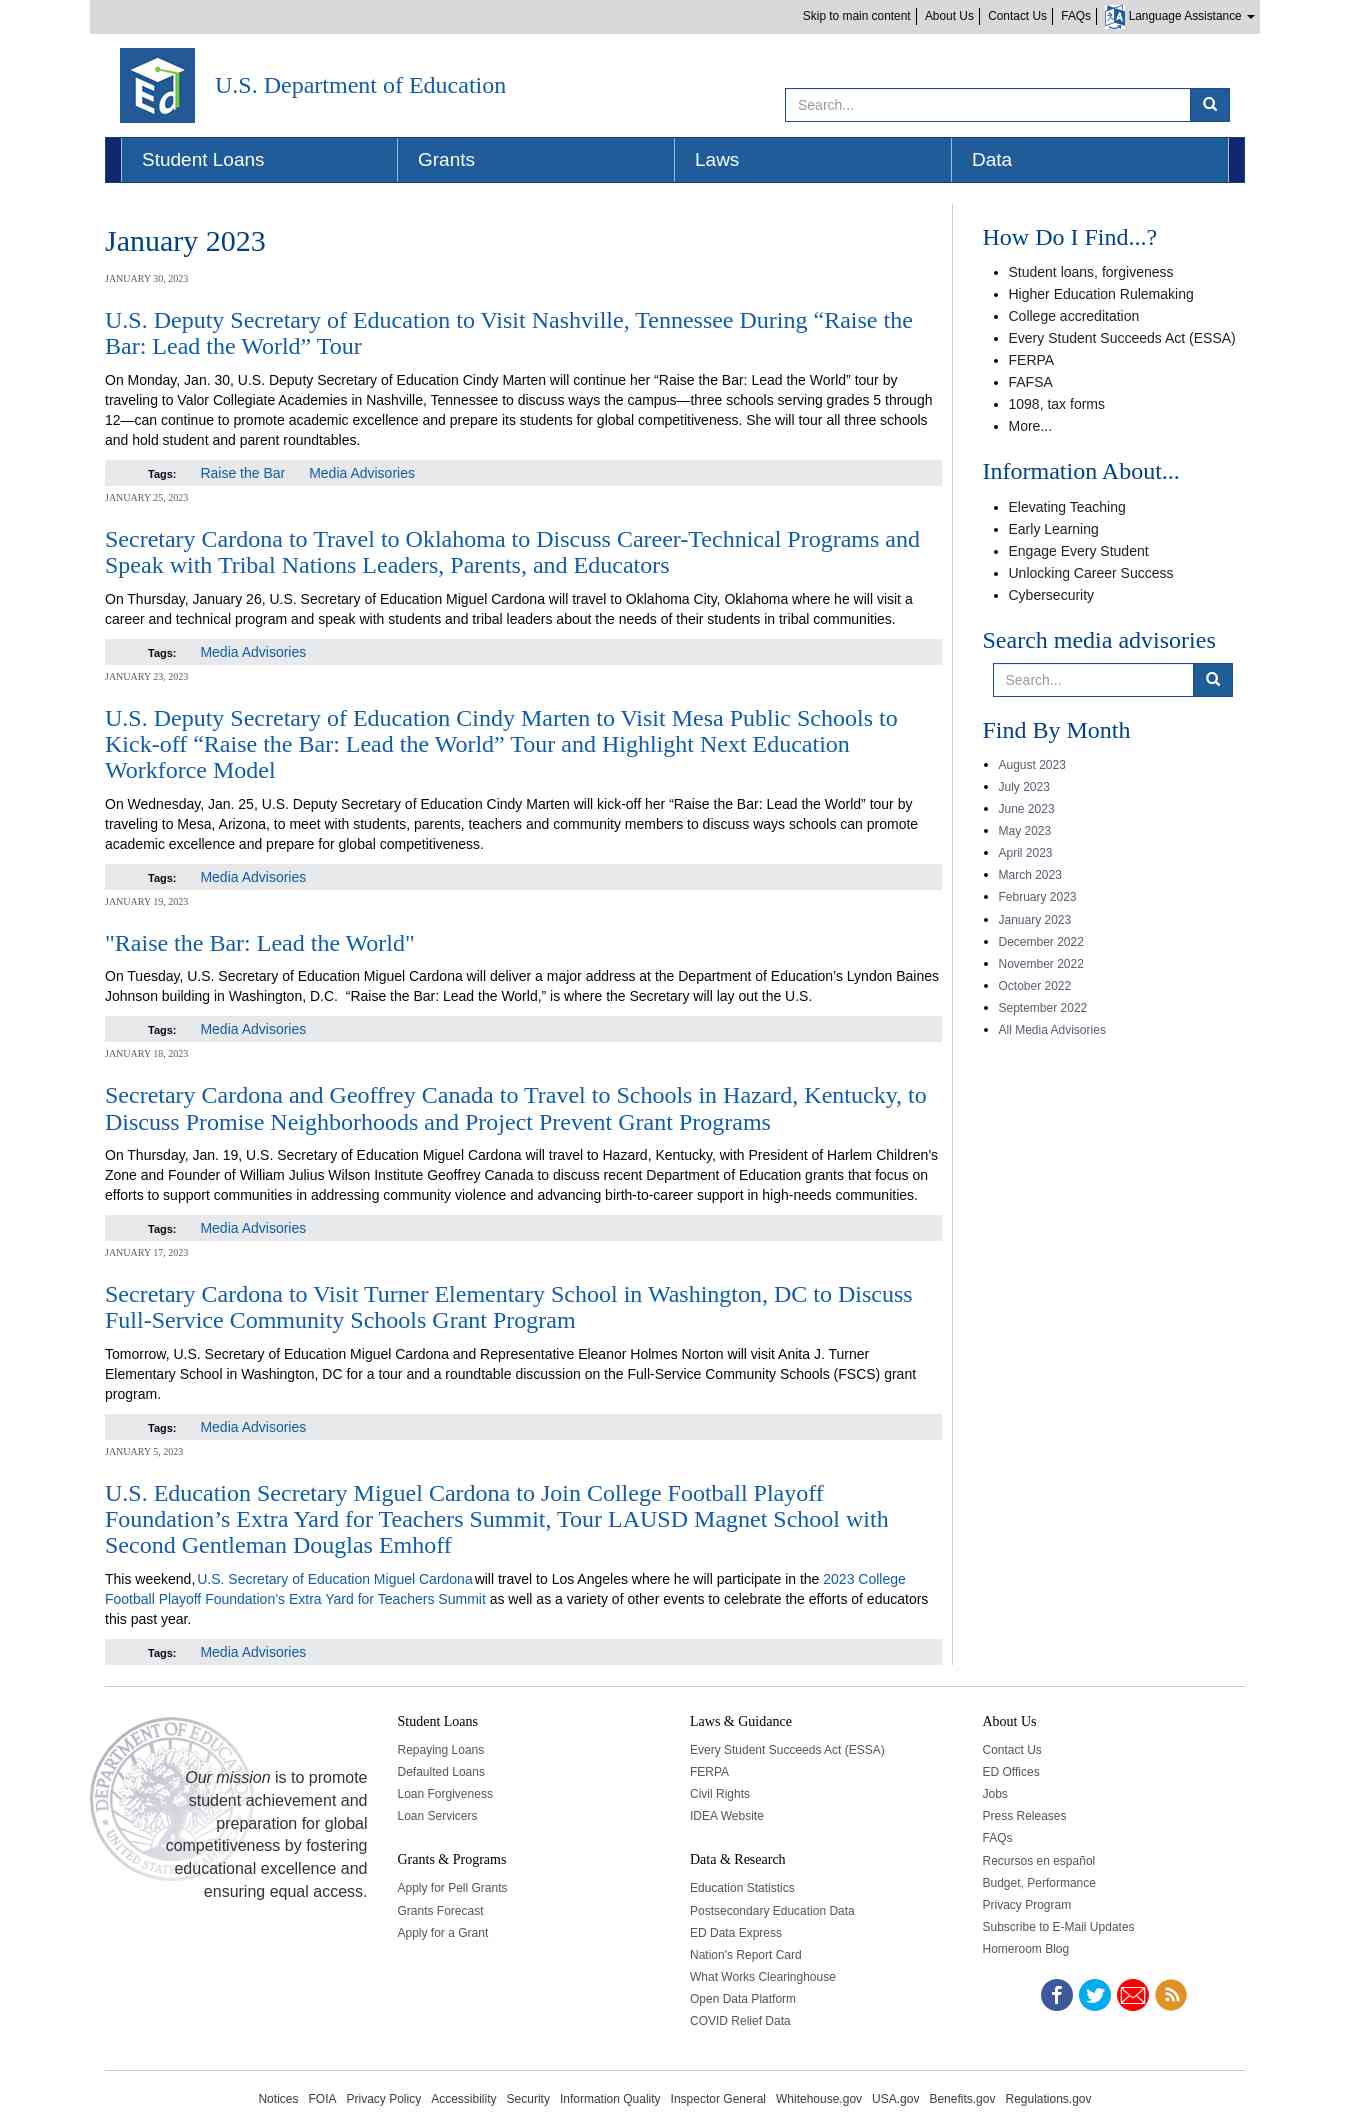 Skip to main content
About Us
Contact Us
FAQs
Language Assistance
U.S. Department of Education
Search...
Student Loans
Grants
Laws
Data
January 2023
JANUARY 30, 2023
U.S. Deputy Secretary of Education to Visit Nashville, Tennessee During “Raise the
Bar: Lead the World” Tour
On Monday, Jan. 30, U.S. Deputy Secretary of Education Cindy Marten will continue her “Raise the Bar: Lead the World” tour by
traveling to Valor Collegiate Academies in Nashville, Tennessee to discuss ways the campus—three schools serving grades 5 through
12—can continue to promote academic excellence and prepare its students for global competitiveness. She will tour all three schools
and hold student and parent roundtables.
Tags: Raise the Bar Media Advisories
JANUARY 25, 2023
Secretary Cardona to Travel to Oklahoma to Discuss Career-Technical Programs and
Speak with Tribal Nations Leaders, Parents, and Educators
On Thursday, January 26, U.S. Secretary of Education Miguel Cardona will travel to Oklahoma City, Oklahoma where he will visit a
career and technical program and speak with students and tribal leaders about the needs of their students in tribal communities.
Tags: Media Advisories
JANUARY 23, 2023
U.S. Deputy Secretary of Education Cindy Marten to Visit Mesa Public Schools to
Kick-off “Raise the Bar: Lead the World” Tour and Highlight Next Education
Workforce Model
On Wednesday, Jan. 25, U.S. Deputy Secretary of Education Cindy Marten will kick-off her “Raise the Bar: Lead the World” tour by
traveling to Mesa, Arizona, to meet with students, parents, teachers and community members to discuss ways schools can promote
academic excellence and prepare for global competitiveness.
Tags: Media Advisories
JANUARY 19, 2023
"Raise the Bar: Lead the World"
On Tuesday, U.S. Secretary of Education Miguel Cardona will deliver a major address at the Department of Education’s Lyndon Baines
Johnson building in Washington, D.C.  “Raise the Bar: Lead the World,” is where the Secretary will lay out the U.S.
Tags: Media Advisories
JANUARY 18, 2023
Secretary Cardona and Geoffrey Canada to Travel to Schools in Hazard, Kentucky, to
Discuss Promise Neighborhoods and Project Prevent Grant Programs
On Thursday, Jan. 19, U.S. Secretary of Education Miguel Cardona will travel to Hazard, Kentucky, with President of Harlem Children's
Zone and Founder of William Julius Wilson Institute Geoffrey Canada to discuss recent Department of Education grants that focus on
efforts to support communities in addressing community violence and advancing birth-to-career support in high-needs communities.
Tags: Media Advisories
JANUARY 17, 2023
Secretary Cardona to Visit Turner Elementary School in Washington, DC to Discuss
Full-Service Community Schools Grant Program
Tomorrow, U.S. Secretary of Education Miguel Cardona and Representative Eleanor Holmes Norton will visit Anita J. Turner
Elementary School in Washington, DC for a tour and a roundtable discussion on the Full-Service Community Schools (FSCS) grant
program.
Tags: Media Advisories
JANUARY 5, 2023
U.S. Education Secretary Miguel Cardona to Join College Football Playoff
Foundation’s Extra Yard for Teachers Summit, Tour LAUSD Magnet School with
Second Gentleman Douglas Emhoff
This weekend, U.S. Secretary of Education Miguel Cardona will travel to Los Angeles where he will participate in the 2023 College
Football Playoff Foundation’s Extra Yard for Teachers Summit as well as a variety of other events to celebrate the efforts of educators
this past year.
Tags: Media Advisories
How Do I Find...?
Student loans, forgiveness
Higher Education Rulemaking
College accreditation
Every Student Succeeds Act (ESSA)
FERPA
FAFSA
1098, tax forms
More...
Information About...
Elevating Teaching
Early Learning
Engage Every Student
Unlocking Career Success
Cybersecurity
Search media advisories
Search...
Find By Month
August 2023
July 2023
June 2023
May 2023
April 2023
March 2023
February 2023
January 2023
December 2022
November 2022
October 2022
September 2022
All Media Advisories
Our mission is to promote
student achievement and
preparation for global
competitiveness by fostering
educational excellence and
ensuring equal access.
Student Loans
Repaying Loans
Defaulted Loans
Loan Forgiveness
Loan Servicers
Grants & Programs
Apply for Pell Grants
Grants Forecast
Apply for a Grant
Laws & Guidance
Every Student Succeeds Act (ESSA)
FERPA
Civil Rights
IDEA Website
Data & Research
Education Statistics
Postsecondary Education Data
ED Data Express
Nation's Report Card
What Works Clearinghouse
Open Data Platform
COVID Relief Data
About Us
Contact Us
ED Offices
Jobs
Press Releases
FAQs
Recursos en español
Budget, Performance
Privacy Program
Subscribe to E-Mail Updates
Homeroom Blog
Notices FOIA Privacy Policy Accessibility Security Information Quality Inspector General Whitehouse.gov USA.gov Benefits.gov Regulations.gov